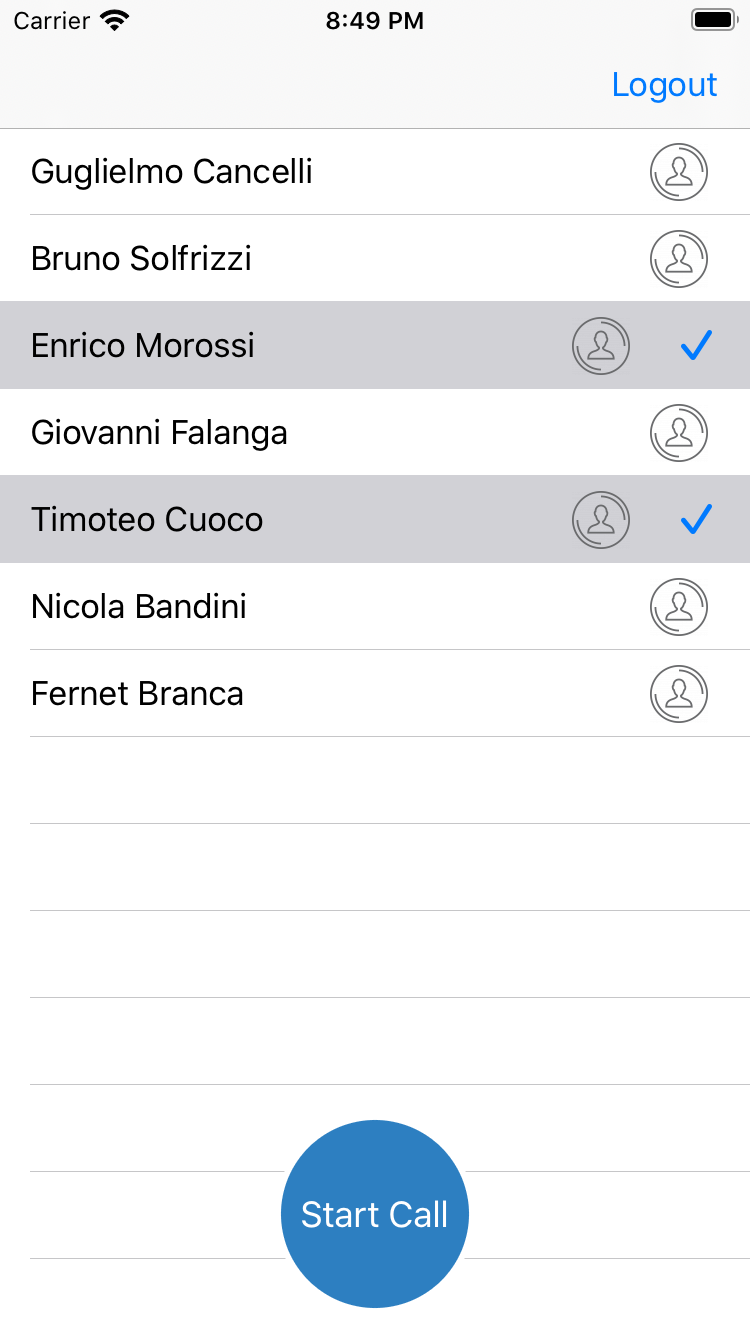 Carrier 8:49 PM
Logout
Guglielmo Cancelli
Bruno Solfrizzi
Enrico Morossi
Giovanni Falanga
Timoteo Cuoco
Nicola Bandini
Fernet Branca
Start Call